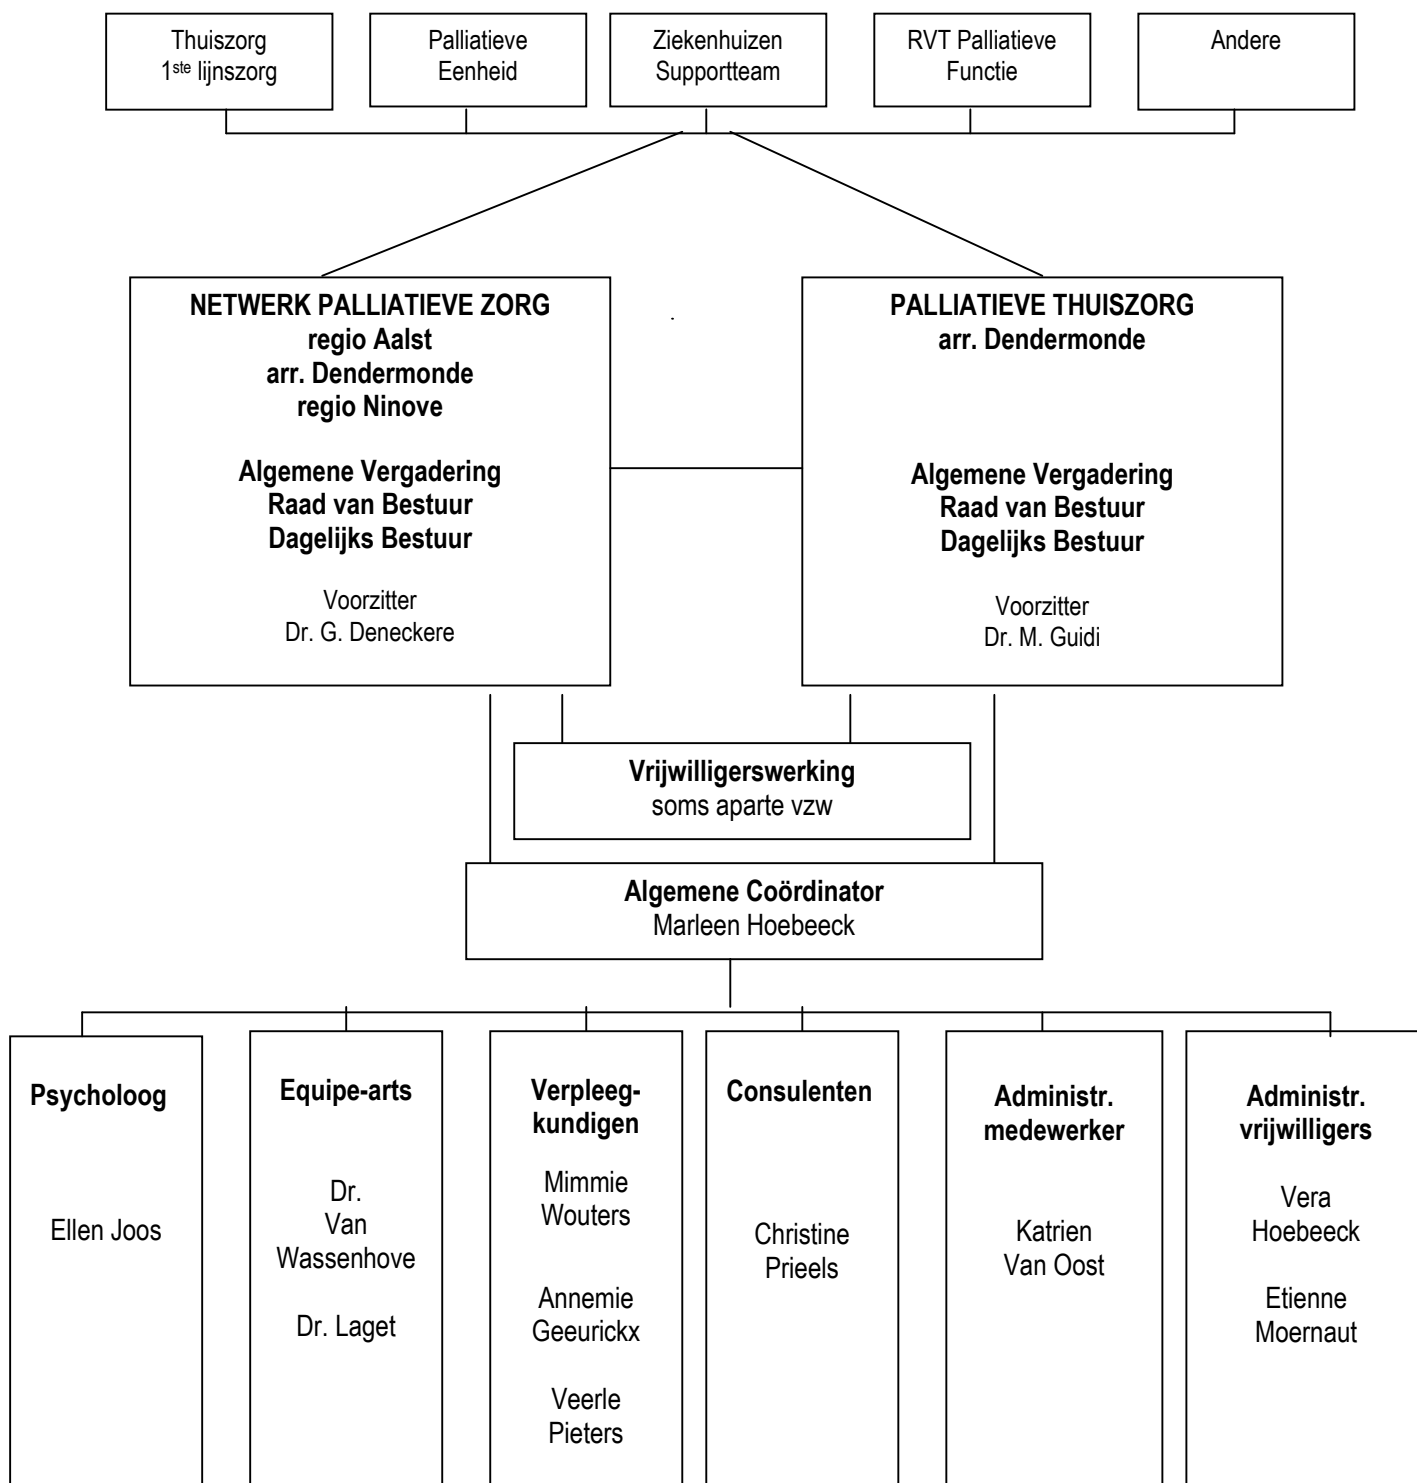 Thuiszorg
1ste lijnszorg
Palliatieve
Eenheid
Ziekenhuizen
Supportteam
RVT Palliatieve
Functie
Andere
NETWERK PALLIATIEVE ZORG
regio Aalst
arr. Dendermonde
regio Ninove
Algemene Vergadering
Raad van Bestuur
Dagelijks Bestuur
Voorzitter
Dr. G. Deneckere
PALLIATIEVE THUISZORG
arr. Dendermonde
Algemene Vergadering
Raad van Bestuur
Dagelijks Bestuur
Voorzitter
Dr. M. Guidi
Vrijwilligerswerking
soms aparte vzw
Algemene Coördinator
Marleen Hoebeeck
Psycholoog
Ellen Joos
Equipe-arts
Dr.
Van
Wassenhove
Dr. Laget
Verpleeg-
kundigen
Mimmie
Wouters
Annemie
Geeurickx
Veerle
Pieters
Consulenten
Christine
Prieels
Administr.
medewerker
Katrien
Van Oost
Administr.
vrijwilligers
Vera
Hoebeeck
Etienne
Moernaut